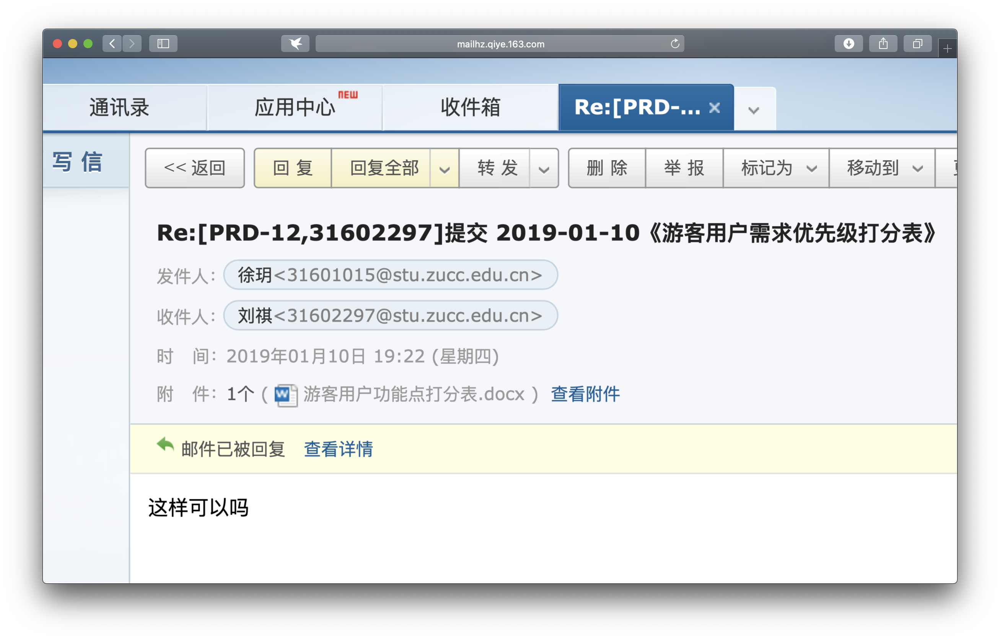 mailhz.qiye.163.com
通讯录 应用中心 NEW 收件箱 Re:[PRD-...
写 信
<< 返回 回 复 回复全部 转 发 删 除 举 报 标记为 移动到
Re:[PRD-12,31602297]提交 2019-01-10《游客用户需求优先级打分表》
发件人： 徐玥<31601015@stu.zucc.edu.cn>
收件人： 刘祺<31602297@stu.zucc.edu.cn>
时 间： 2019年01月10日 19:22 (星期四)
附 件： 1个 ( W 游客用户功能点打分表.docx ) 查看附件
邮件已被回复 查看详情
这样可以吗